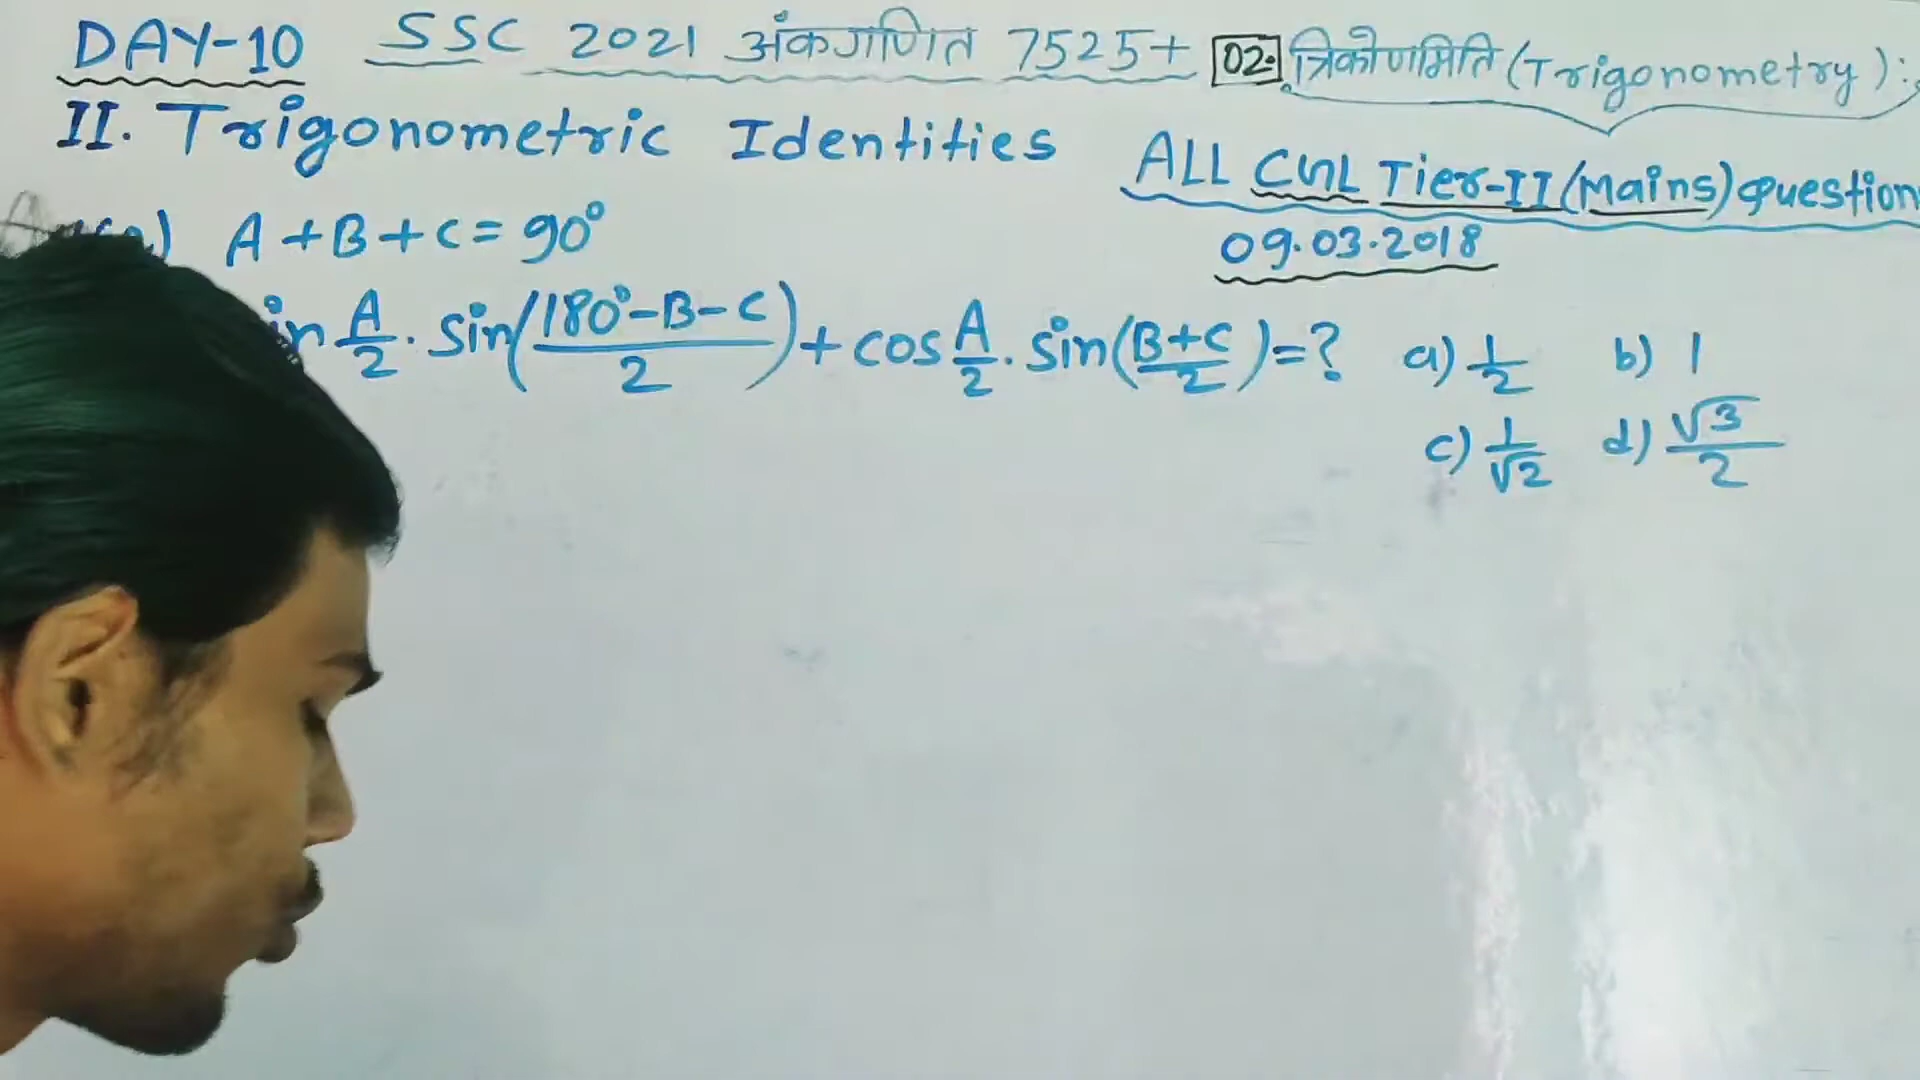 DAY-10 SSC 2021 अंकगणित 7525+ 02. त्रिकोणमिति (Trigonometry):
II. Trigonometric Identities
ALL CGL Tier-II (Mains) Question
09.03.2018
) A+B+C=90°
in A/2 . sin(180°-B-C/2)+cos A/2 . sin(B+C/2)=? a) 1/2 b) 1
c) 1/√2 d) √3/2